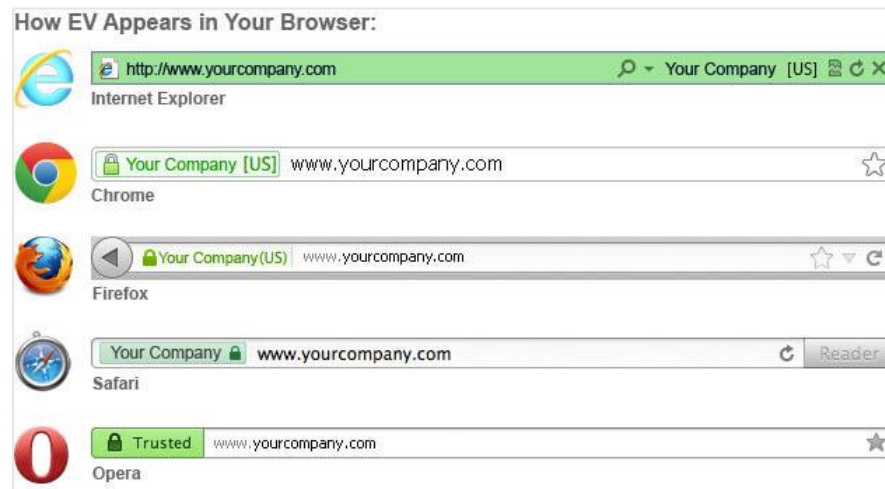 How EV Appears in Your Browser:
http://www.yourcompany.com Your Company [US]
Internet Explorer
Your Company [US] www.yourcompany.com
Chrome
Your Company(US) www.yourcompany.com
Firefox
Your Company www.yourcompany.com Reader
Safari
Trusted www.yourcompany.com
Opera